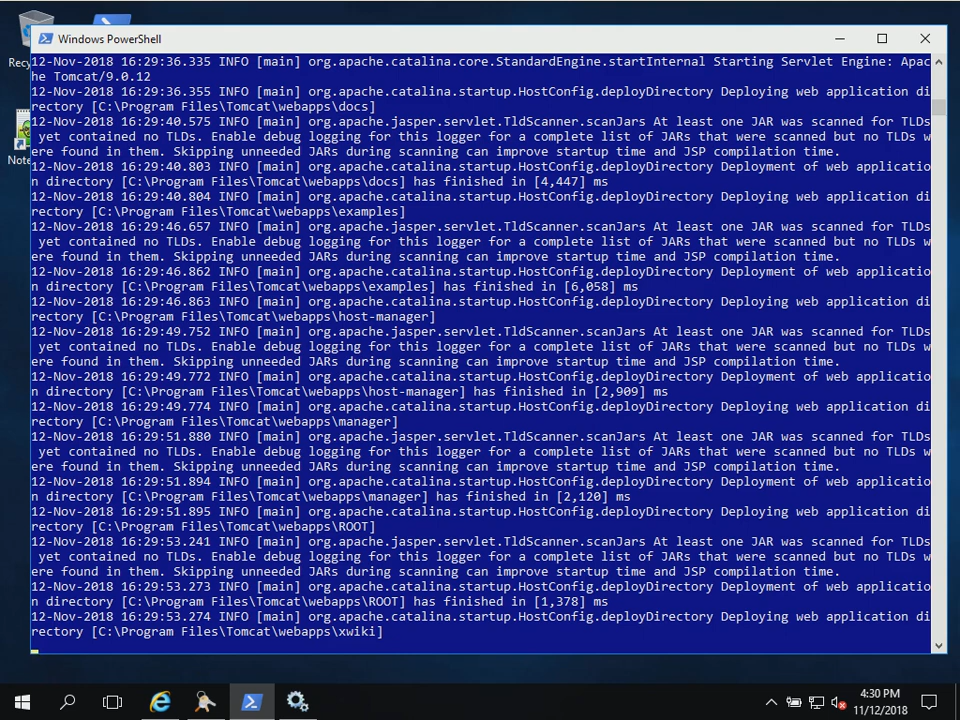 Windows PowerShell
12-Nov-2018 16:29:36.335 INFO [main] org.apache.catalina.core.StandardEngine.startInternal Starting Servlet Engine: Apac
he Tomcat/9.0.12
12-Nov-2018 16:29:36.355 INFO [main] org.apache.catalina.startup.HostConfig.deployDirectory Deploying web application di
rectory [C:\Program Files\Tomcat\webapps\docs]
12-Nov-2018 16:29:40.575 INFO [main] org.apache.jasper.servlet.TldScanner.scanJars At least one JAR was scanned for TLDs
yet contained no TLDs. Enable debug logging for this logger for a complete list of JARs that were scanned but no TLDs w
ere found in them. Skipping unneeded JARs during scanning can improve startup time and JSP compilation time.
12-Nov-2018 16:29:40.803 INFO [main] org.apache.catalina.startup.HostConfig.deployDirectory Deployment of web applicatio
n directory [C:\Program Files\Tomcat\webapps\docs] has finished in [4,447] ms
12-Nov-2018 16:29:40.804 INFO [main] org.apache.catalina.startup.HostConfig.deployDirectory Deploying web application di
rectory [C:\Program Files\Tomcat\webapps\examples]
12-Nov-2018 16:29:46.657 INFO [main] org.apache.jasper.servlet.TldScanner.scanJars At least one JAR was scanned for TLDs
yet contained no TLDs. Enable debug logging for this logger for a complete list of JARs that were scanned but no TLDs w
ere found in them. Skipping unneeded JARs during scanning can improve startup time and JSP compilation time.
12-Nov-2018 16:29:46.862 INFO [main] org.apache.catalina.startup.HostConfig.deployDirectory Deployment of web applicatio
n directory [C:\Program Files\Tomcat\webapps\examples] has finished in [6,058] ms
12-Nov-2018 16:29:46.863 INFO [main] org.apache.catalina.startup.HostConfig.deployDirectory Deploying web application di
rectory [C:\Program Files\Tomcat\webapps\host-manager]
12-Nov-2018 16:29:49.752 INFO [main] org.apache.jasper.servlet.TldScanner.scanJars At least one JAR was scanned for TLDs
yet contained no TLDs. Enable debug logging for this logger for a complete list of JARs that were scanned but no TLDs w
ere found in them. Skipping unneeded JARs during scanning can improve startup time and JSP compilation time.
12-Nov-2018 16:29:49.772 INFO [main] org.apache.catalina.startup.HostConfig.deployDirectory Deployment of web applicatio
n directory [C:\Program Files\Tomcat\webapps\host-manager] has finished in [2,909] ms
12-Nov-2018 16:29:49.774 INFO [main] org.apache.catalina.startup.HostConfig.deployDirectory Deploying web application di
rectory [C:\Program Files\Tomcat\webapps\manager]
12-Nov-2018 16:29:51.880 INFO [main] org.apache.jasper.servlet.TldScanner.scanJars At least one JAR was scanned for TLDs
yet contained no TLDs. Enable debug logging for this logger for a complete list of JARs that were scanned but no TLDs w
ere found in them. Skipping unneeded JARs during scanning can improve startup time and JSP compilation time.
12-Nov-2018 16:29:51.894 INFO [main] org.apache.catalina.startup.HostConfig.deployDirectory Deployment of web applicatio
n directory [C:\Program Files\Tomcat\webapps\manager] has finished in [2,120] ms
12-Nov-2018 16:29:51.895 INFO [main] org.apache.catalina.startup.HostConfig.deployDirectory Deploying web application di
rectory [C:\Program Files\Tomcat\webapps\ROOT]
12-Nov-2018 16:29:53.241 INFO [main] org.apache.jasper.servlet.TldScanner.scanJars At least one JAR was scanned for TLDs
yet contained no TLDs. Enable debug logging for this logger for a complete list of JARs that were scanned but no TLDs w
ere found in them. Skipping unneeded JARs during scanning can improve startup time and JSP compilation time.
12-Nov-2018 16:29:53.273 INFO [main] org.apache.catalina.startup.HostConfig.deployDirectory Deployment of web applicatio
n directory [C:\Program Files\Tomcat\webapps\ROOT] has finished in [1,378] ms
12-Nov-2018 16:29:53.274 INFO [main] org.apache.catalina.startup.HostConfig.deployDirectory Deploying web application di
rectory [C:\Program Files\Tomcat\webapps\xwiki]
Recy
Note
4:30 PM
11/12/2018